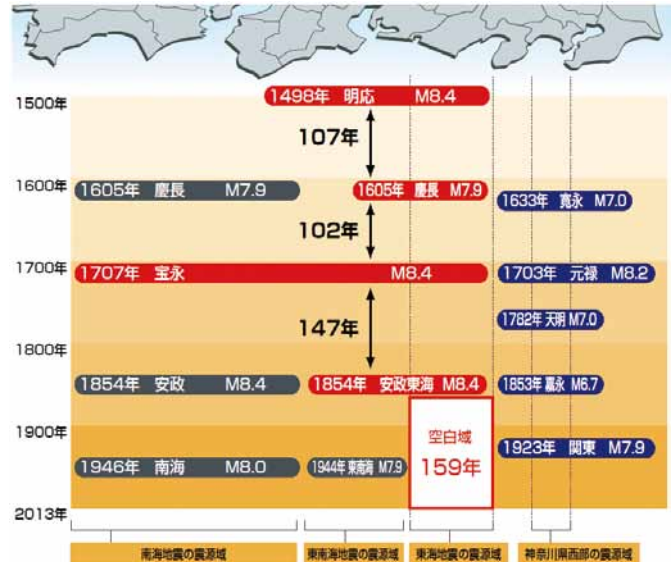 1500年
1498年 明応 M8.4
107年
1600年
1605年 慶長 M7.9
1605年 慶長 M7.9
1633年 寛永 M7.0
102年
1700年
1707年 宝永 M8.4
1703年 元禄 M8.2
147年
1782年 天明 M7.0
1800年
1854年 安政 M8.4
1854年 安政東海 M8.4
1853年 嘉永 M6.7
1900年
空白域
159年
1923年 関東 M7.9
1946年 南海 M8.0
1944年 東南海 M7.9
2013年
南海地震の震源域
東南海地震の震源域
東海地震の震源域
神奈川県西部の震源域